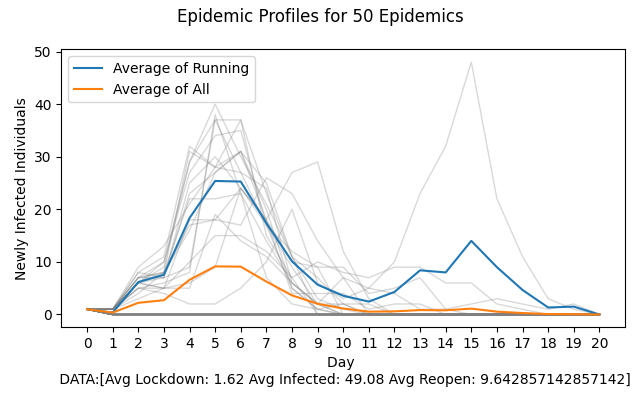 Epidemic Profiles for 50 Epidemics
Newly Infected Individuals
50
40
30
20
10
0
Average of Running
Average of All
0 1 2 3 4 5 6 7 8 9 10 11 12 13 14 15 16 17 18 19 20
Day
DATA:[Avg Lockdown: 1.62 Avg Infected: 49.08 Avg Reopen: 9.642857142857142]